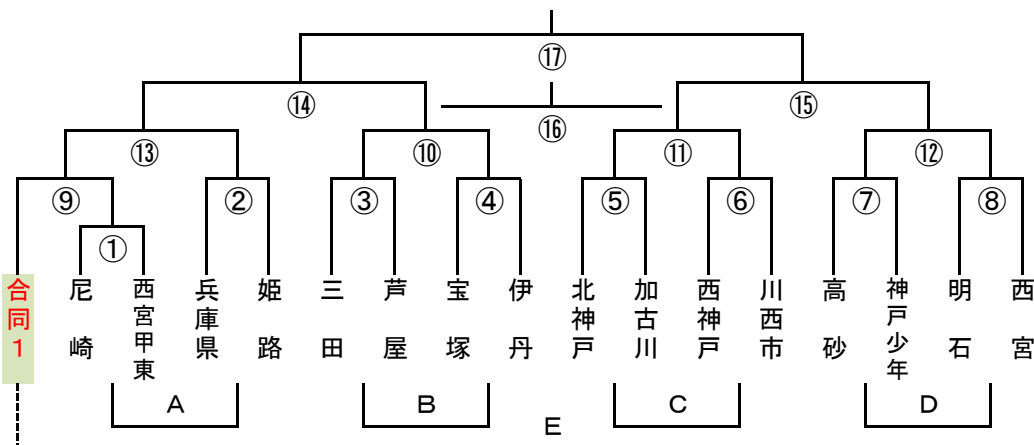 ⑰
⑭
⑯
⑮
⑬
⑩
⑪
⑫
⑨
②
③
④
⑤
⑥
⑦
⑧
①
合同１
尼崎
西宮甲東
兵庫県
姫路
三田
芦屋
宝塚
伊丹
北神戸
加古川
西神戸
川西市
高砂
神戸少年
明石
西宮
A
B
C
D
E